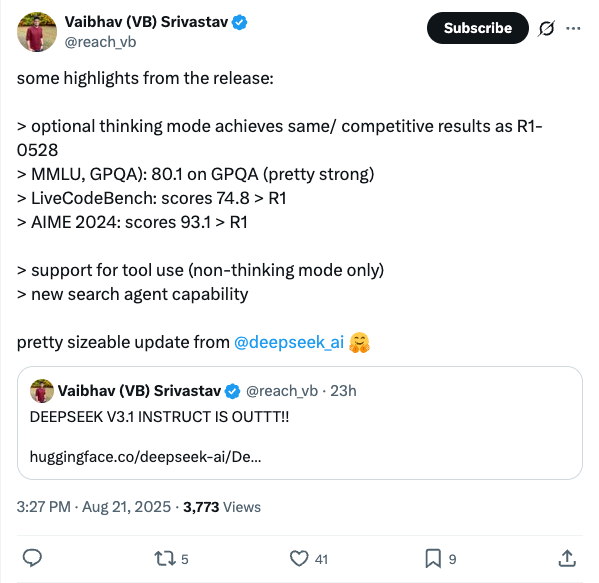 Vaibhav (VB) Srivastav
@reach_vb
Subscribe
some highlights from the release:
> optional thinking mode achieves same/ competitive results as R1-
0528
> MMLU, GPQA): 80.1 on GPQA (pretty strong)
> LiveCodeBench: scores 74.8 > R1
> AIME 2024: scores 93.1 > R1
> support for tool use (non-thinking mode only)
> new search agent capability
pretty sizeable update from @deepseek_ai 🤗
Vaibhav (VB) Srivastav @reach_vb · 23h
DEEPSEEK V3.1 INSTRUCT IS OUTTT!!
huggingface.co/deepseek-ai/De...
3:27 PM · Aug 21, 2025 · 3,773 Views
5 41 9